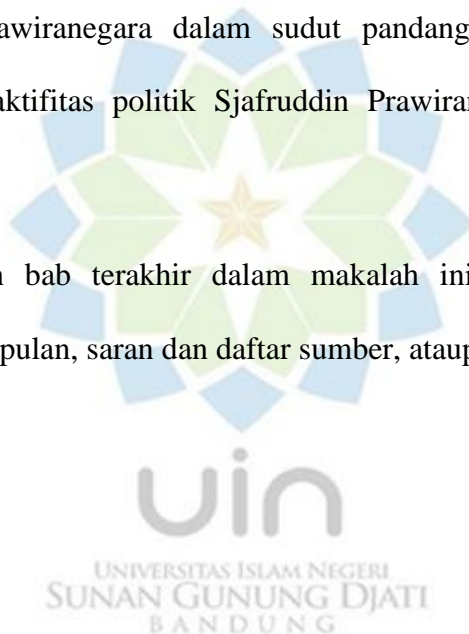 awiranegara dalam sudut pandang
aktifitas politik Sjafruddin Prawiran
bab terakhir dalam makalah ini
pulan, saran dan daftar sumber, ataup
uin
UNIVERSITAS ISLAM NEGERI
SUNAN GUNUNG DJATI
BANDUNG